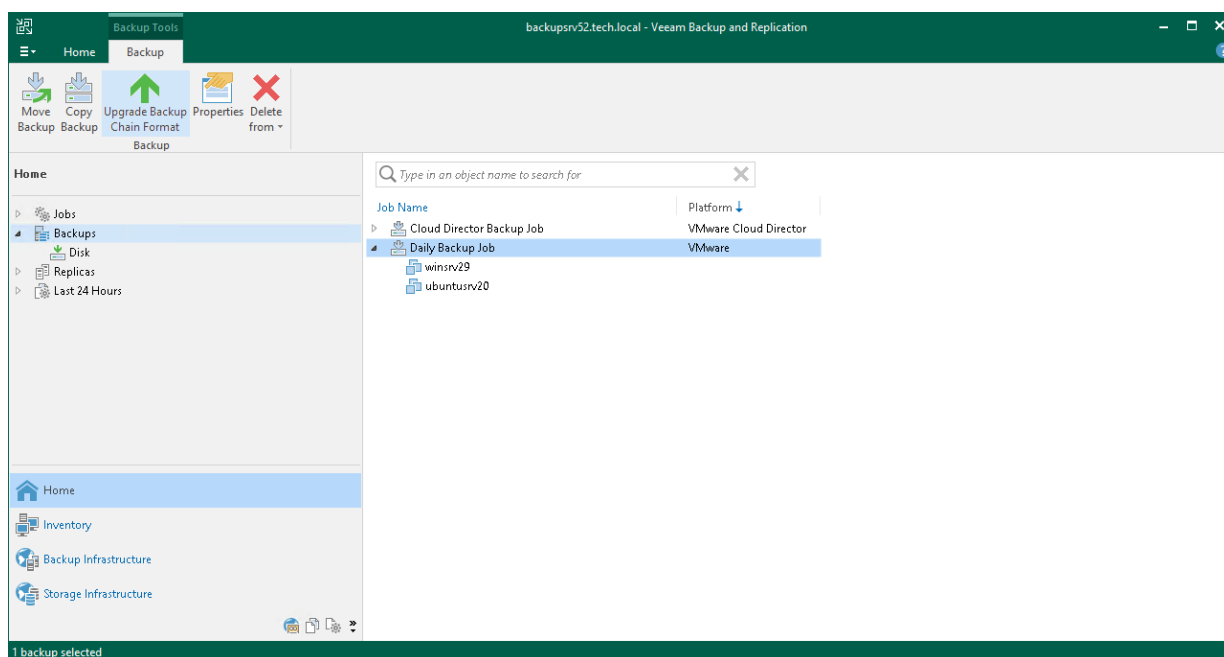 Backup Tools
backupsrv52.tech.local - Veeam Backup and Replication
Home
Backup
Move Backup
Copy Backup
Upgrade Backup Chain Format
Properties
Delete from
Backup
Home
Type in an object name to search for
Jobs
Backups
Disk
Replicas
Last 24 Hours
Job Name
Platform
Cloud Director Backup Job
VMware Cloud Director
Daily Backup Job
VMware
winsrv29
ubuntusrv20
Home
Inventory
Backup Infrastructure
Storage Infrastructure
1 backup selected